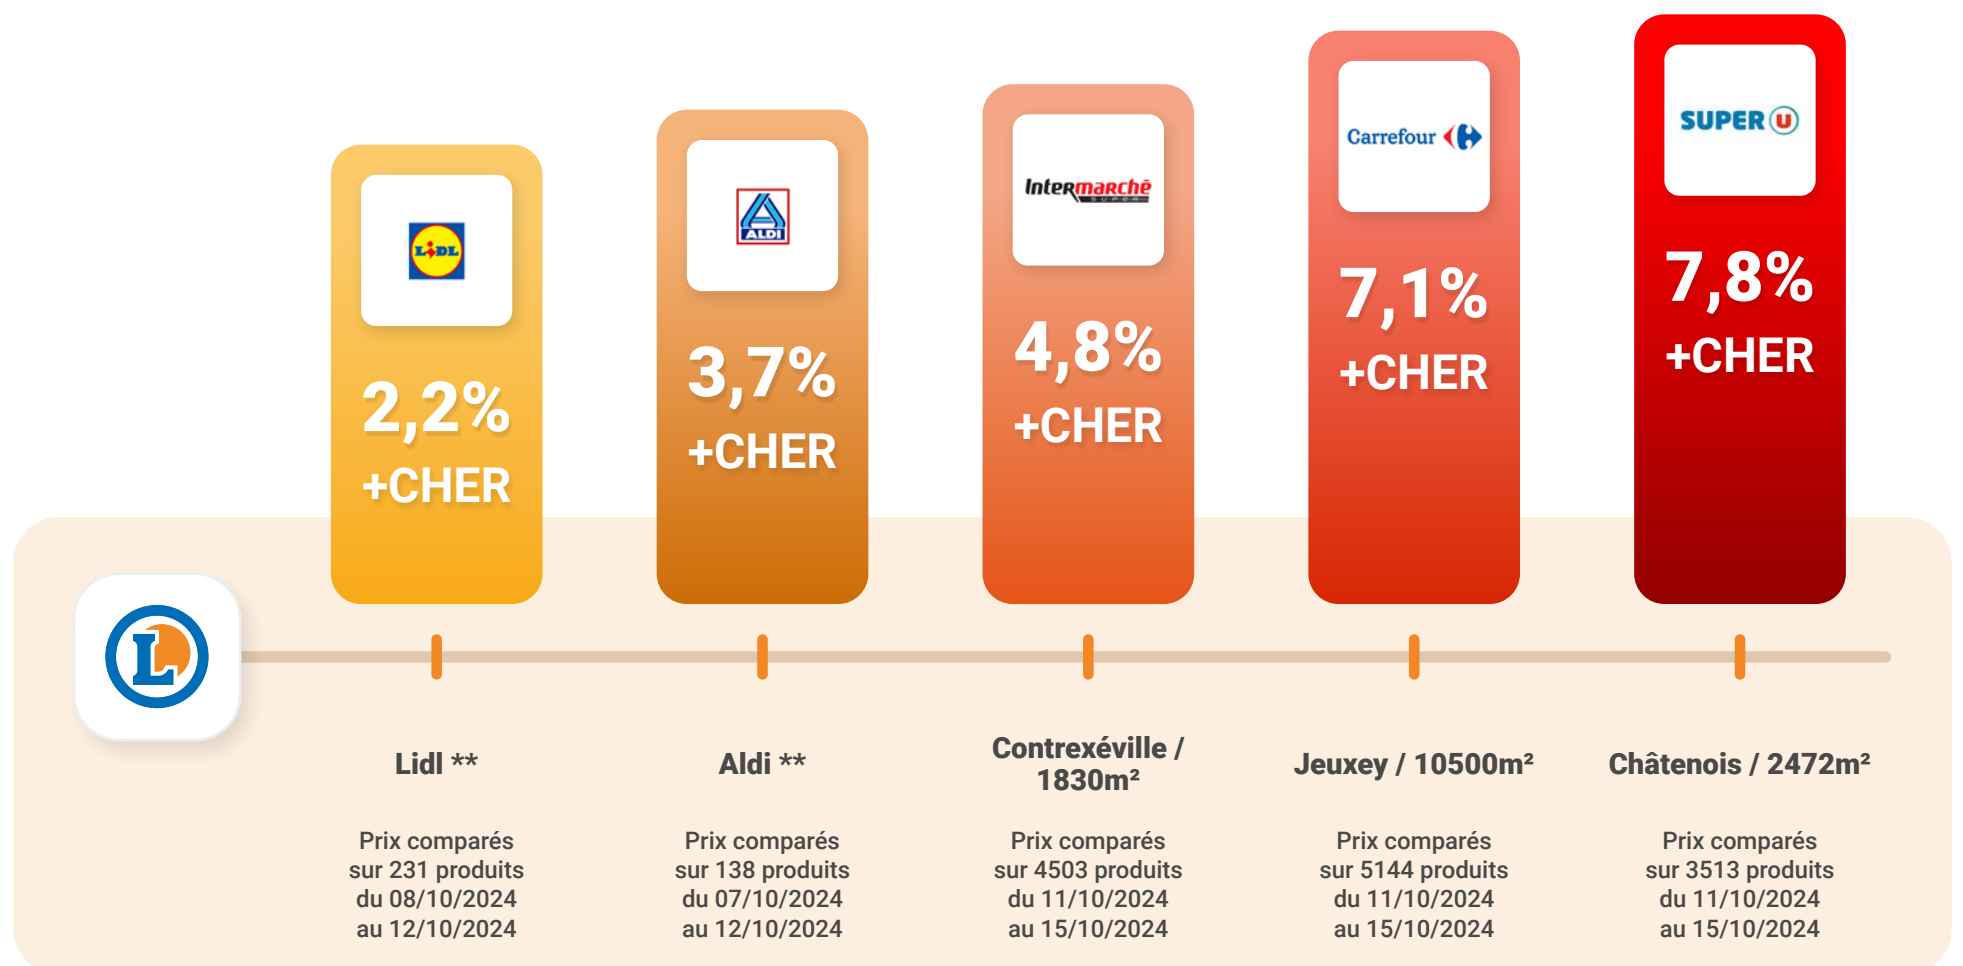 LIDL
2,2%
+CHER
ALDI
3,7%
+CHER
Intermarchē
SUPER
4,8%
+CHER
Carrefour
7,1%
+CHER
SUPER U
7,8%
+CHER
L
Lidl **
Prix comparés
sur 231 produits
du 08/10/2024
au 12/10/2024
Aldi **
Prix comparés
sur 138 produits
du 07/10/2024
au 12/10/2024
Contrexéville /
1830m²
Prix comparés
sur 4503 produits
du 11/10/2024
au 15/10/2024
Jeuxey / 10500m²
Prix comparés
sur 5144 produits
du 11/10/2024
au 15/10/2024
Châtenois / 2472m²
Prix comparés
sur 3513 produits
du 11/10/2024
au 15/10/2024